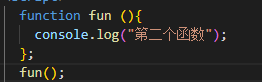 function fun (){
console.log("第二个函数");
};
fun();